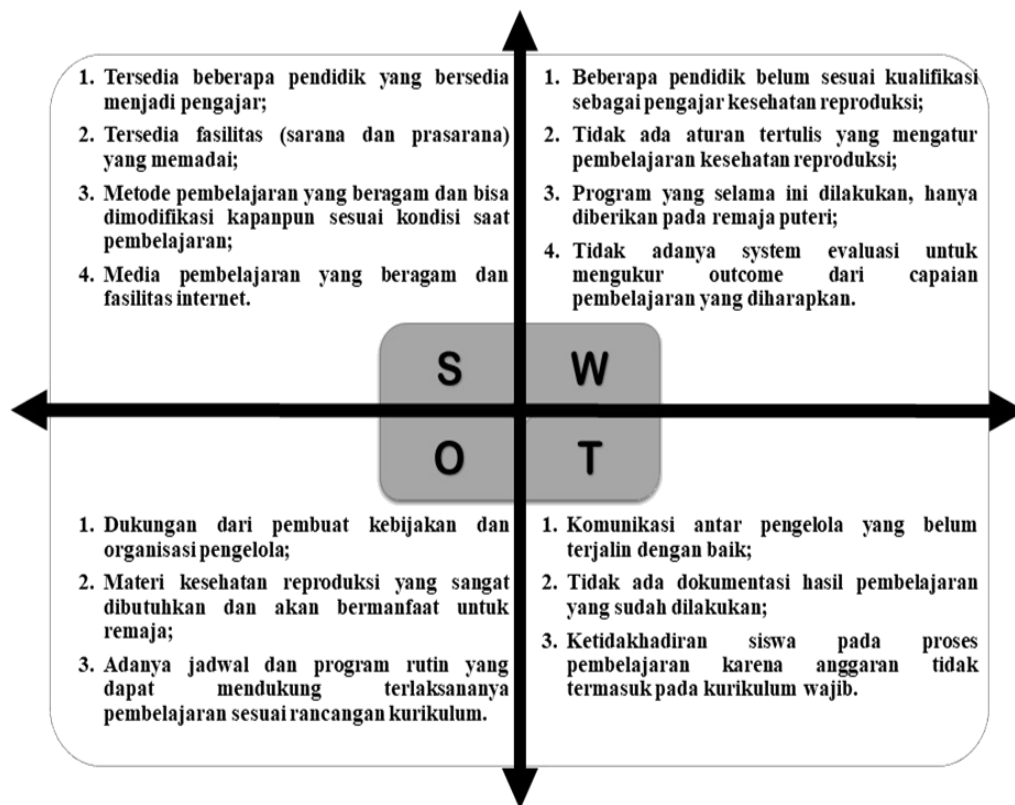 1. Tersedia beberapa pendidik yang bersedia
menjadi pengajar;
2. Tersedia fasilitas (sarana dan prasarana)
yang memadai;
3. Metode pembelajaran yang beragam dan bisa
dimodifikasi kapanpun sesuai kondisi saat
pembelajaran;
4. Media pembelajaran yang beragam dan
fasilitas internet.
1. Beberapa pendidik belum sesuai kualifikasi
sebagai pengajar kesehatan reproduksi;
2. Tidak ada aturan tertulis yang mengatur
pembelajaran kesehatan reproduksi;
3. Program yang selama ini dilakukan, hanya
diberikan pada remaja puteri;
4. Tidak adanya system evaluasi untuk
mengukur outcome dari capaian
pembelajaran yang diharapkan.
S W
O T
1. Dukungan dari pembuat kebijakan dan
organisasi pengelola;
2. Materi kesehatan reproduksi yang sangat
dibutuhkan dan akan bermanfaat untuk
remaja;
3. Adanya jadwal dan program rutin yang
dapat mendukung terlaksananya
pembelajaran sesuai rancangan kurikulum.
1. Komunikasi antar pengelola yang belum
terjalin dengan baik;
2. Tidak ada dokumentasi hasil pembelajaran
yang sudah dilakukan;
3. Ketidakhadiran siswa pada proses
pembelajaran karena anggaran tidak
termasuk pada kurikulum wajib.